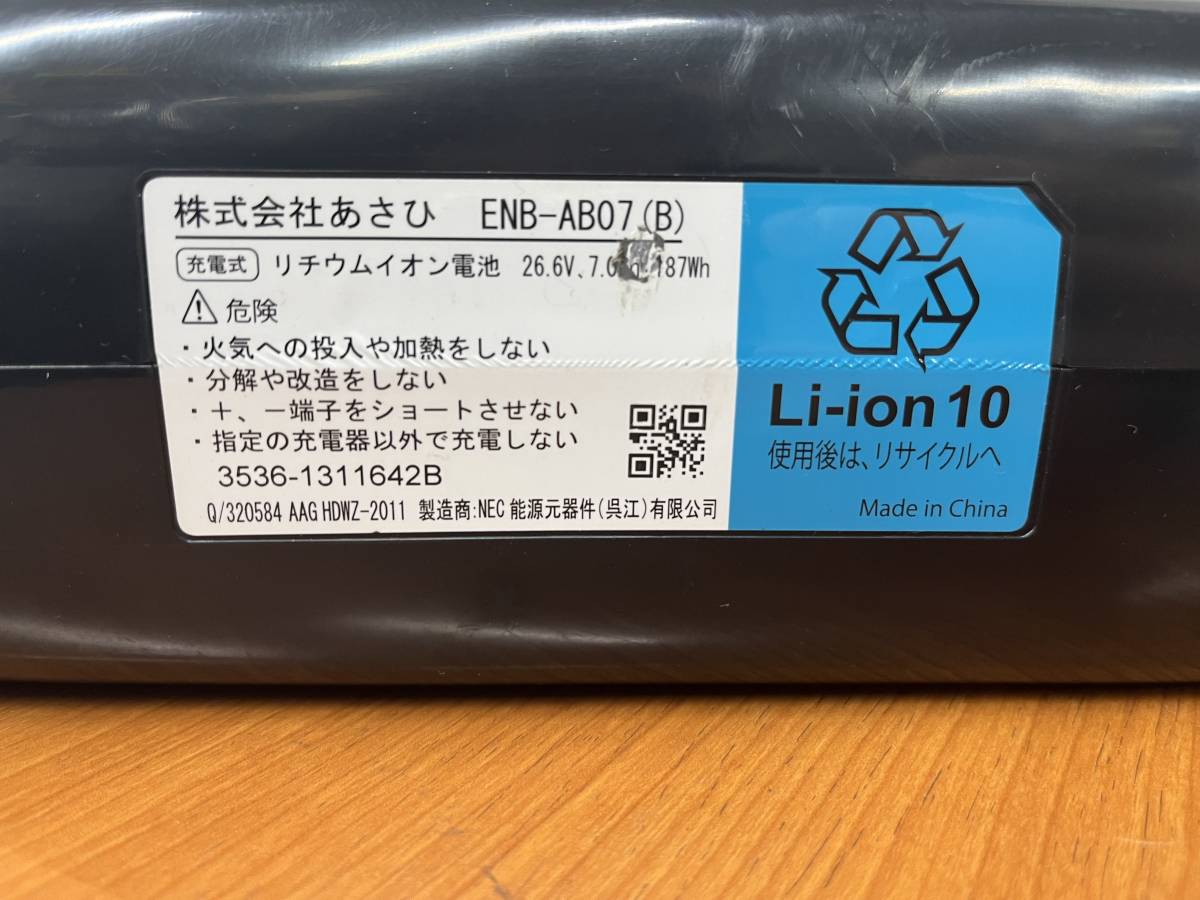 株式会社あさひ ENB-AB07(B)
充電式 リチウムイオン電池 26.6V、 187Wh
危険
・火気への投入や加熱をしない
・分解や改造をしない
・＋、－端子をショートさせない
・指定の充電器以外で充電しない
3536-1311642B
Q/320584 AAG HDWZ-2011 製造商:NEC 能源元器件(呉江)有限公司
Li-ion 10
使用後は、リサイクルへ
Made in China